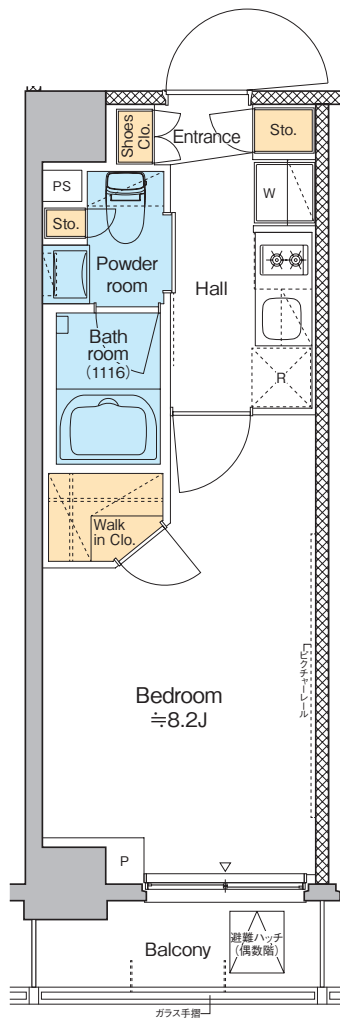 Shoes
Clo.
Entrance
Sto.
PS
W
Sto.
Powder
room
Hall
Bath
room
(1116)
R
Walk
in Clo.
ピクチャーレール
Bedroom
≒8.2J
P
Balcony
避難ハッチ
(偶数階)
ガラス手摺